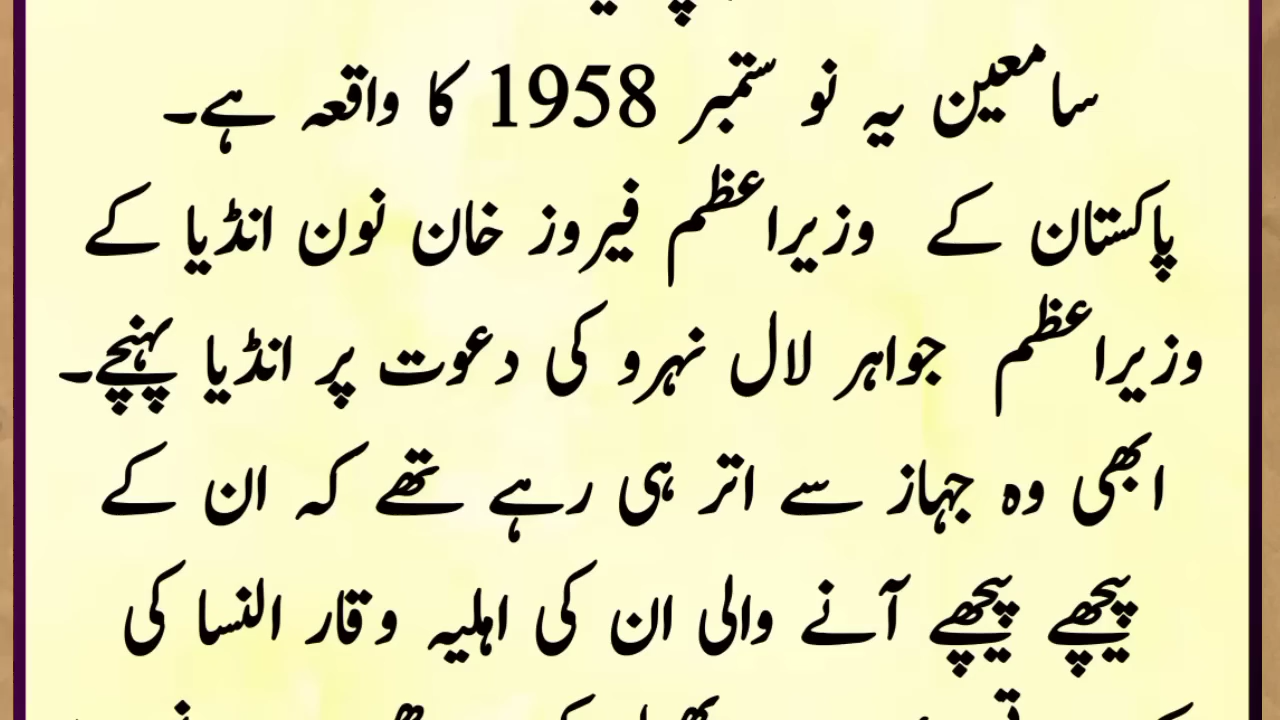 سامعین یہ نو ستمبر 1958 کا واقعہ ہے۔
پاکستان کے وزیراعظم فیروز خان نون انڈیا کے
وزیراعظم جواہر لال نہرو کی دعوت پر انڈیا پہنچے۔
ابھی وہ جہاز سے اتر ہی رہے تھے کہ ان کے
پیچھے پیچھے آنے والی ان کی اہلیہ وقار النسا کی